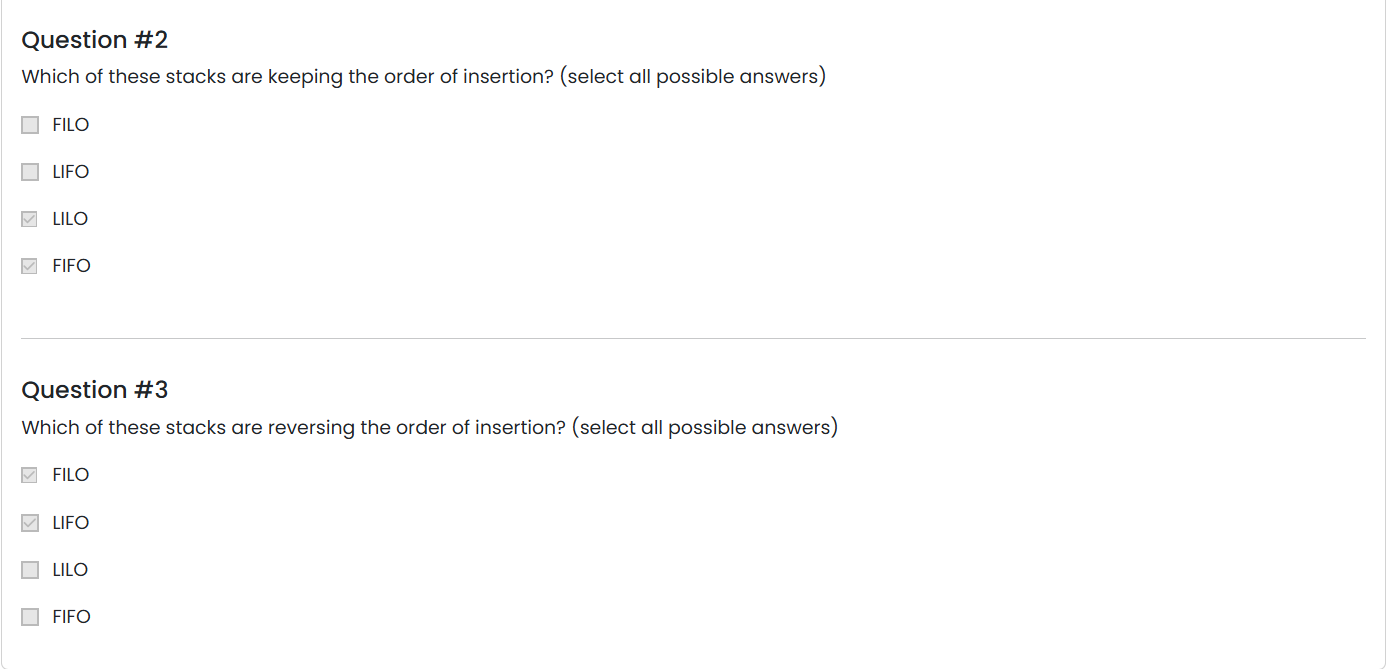 Question #2
Which of these stacks are keeping the order of insertion? (select all possible answers)
FILO
LIFO
LILO
FIFO
Question #3
Which of these stacks are reversing the order of insertion? (select all possible answers)
FILO
LIFO
LILO
FIFO